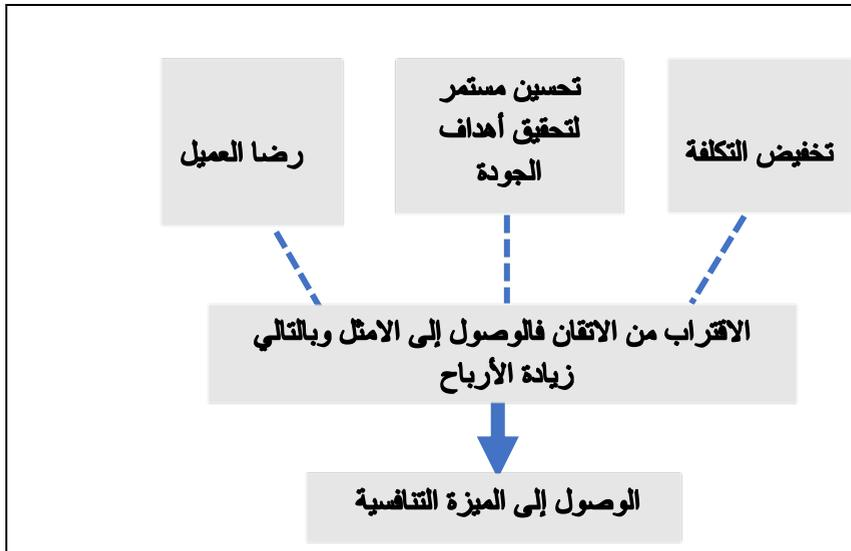 تخفيض التكلفة
تحسين مستمر
لتحقيق أهداف
الجودة
رضا العميل
الاقتراب من الاتقان فالوصول إلى الامثل وبالتالي
زيادة الأرباح
الوصول إلى الميزة التنافسية